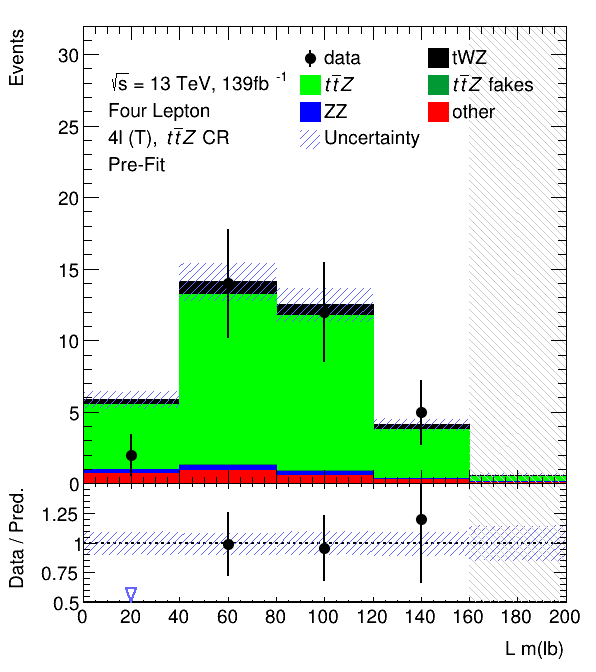 Events
30
25
20
15
10
5
0
√s = 13 TeV, 139fb⁻¹
Four Lepton
4l (T), tt̄Z CR
Pre-Fit
data
tt̄Z
ZZ
Uncertainty
tWZ
tt̄Z fakes
other
Data / Pred.
1.25
1
0.75
0.5
0 20 40 60 80 100 120 140 160 180 200
L m(lb)